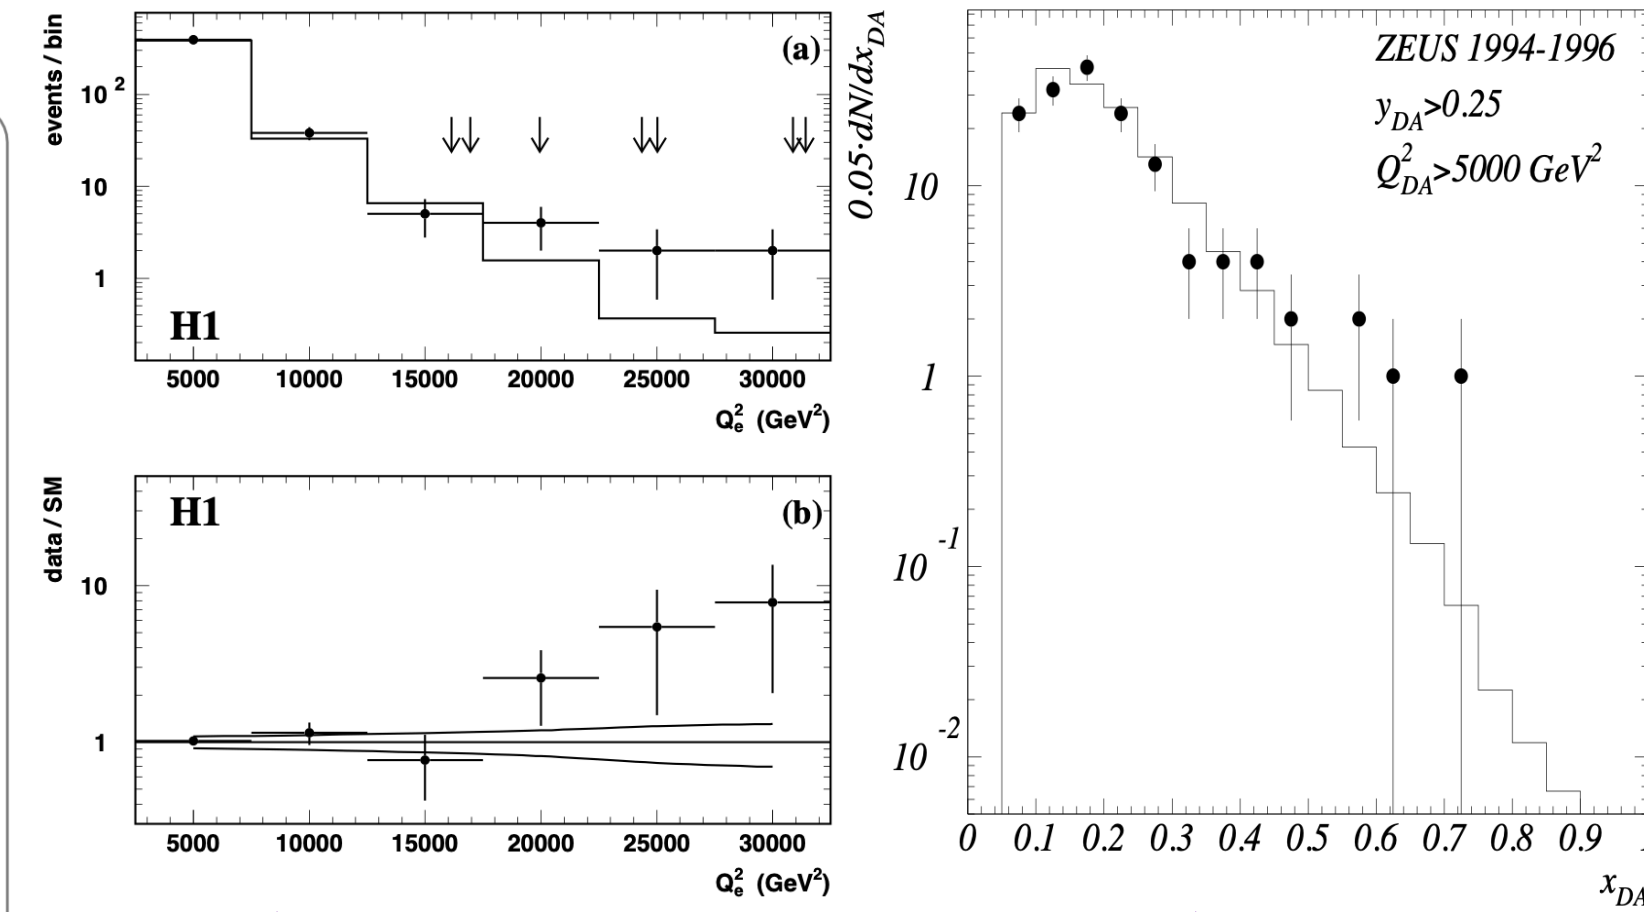 (a)
events / bin
10 2
10
1
H1
5000 10000 15000 20000 25000 30000
Q2e (GeV2)
H1
(b)
data / SM
10
1
5000 10000 15000 20000 25000 30000
Q2e (GeV2)
ZEUS 1994-1996
yDA>0.25
Q2DA>5000 GeV2
0.05·dN/dxDA
10
1
10 -1
10 -2
0 0.1 0.2 0.3 0.4 0.5 0.6 0.7 0.8 0.9
xDA